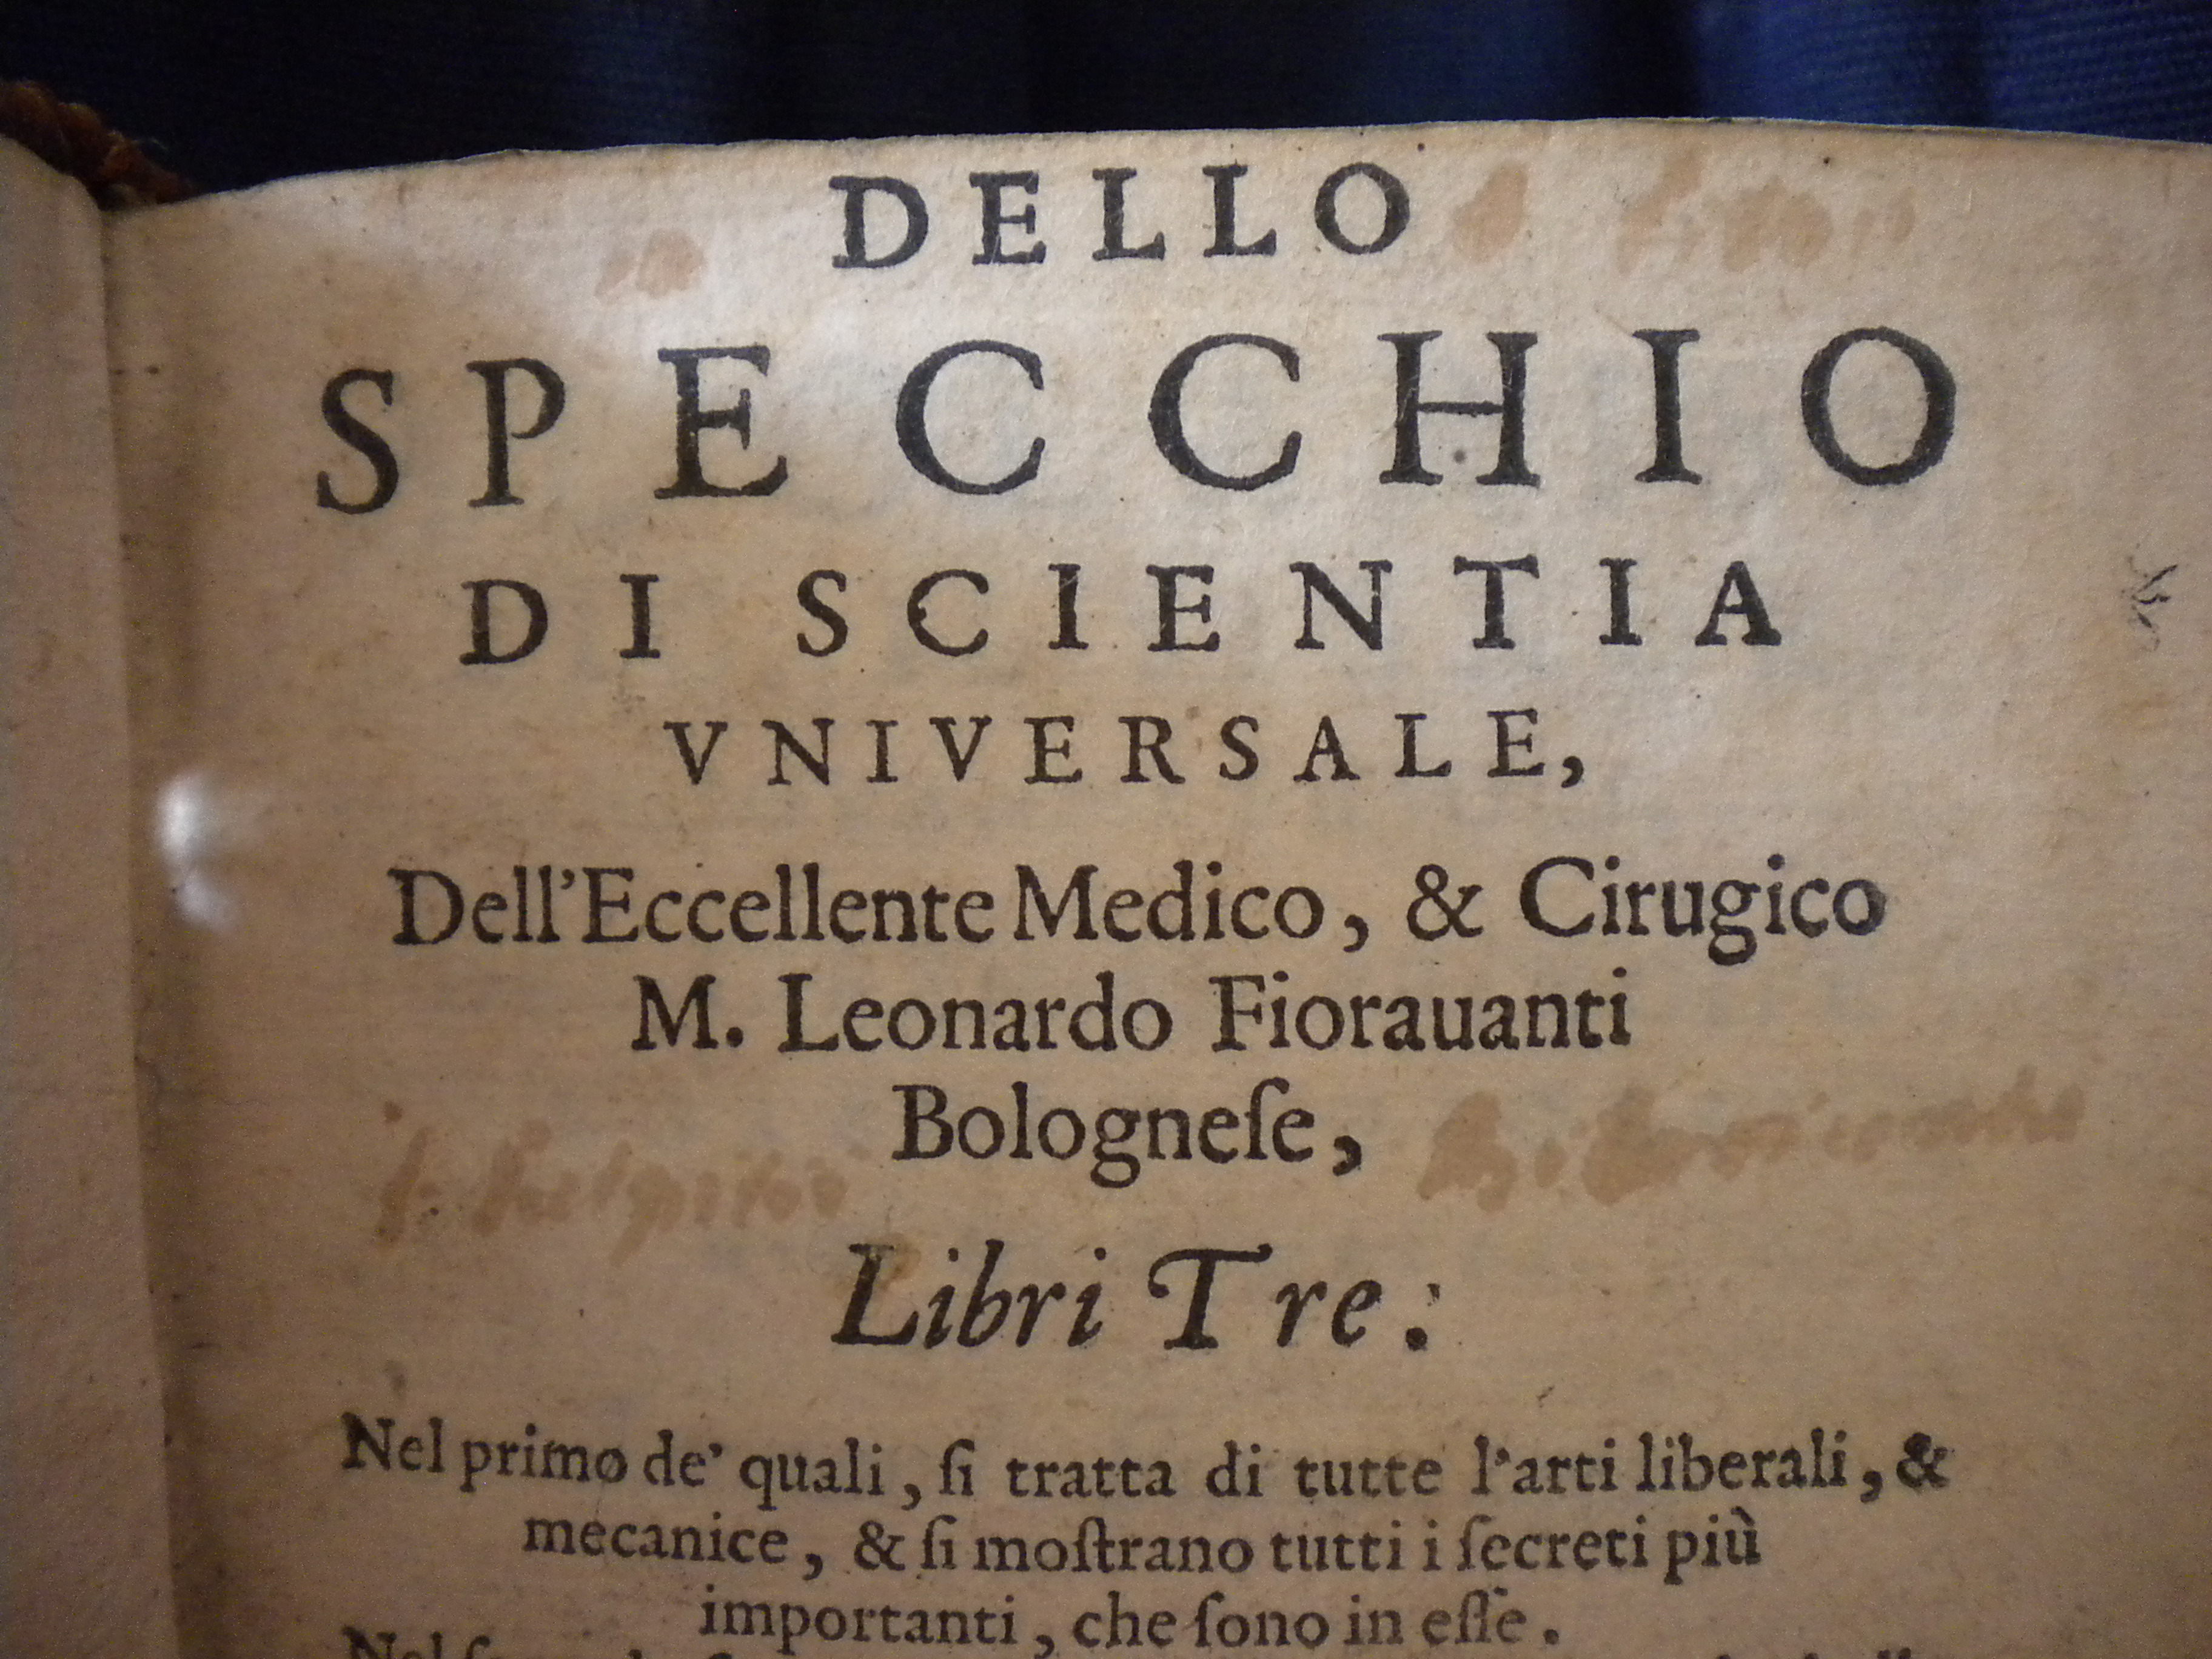 DELLO
SPECCHIO
DI SCIENTIA
VNIVERSALE,
Dell'Eccellente Medico, & Cirugico
M. Leonardo Fiorauanti
Bologneſe,
Libri Tre:
Nel primo de' quali, ſi tratta di tutte l'arti liberali, &
mecanice, & ſi moſtrano tutti i ſecreti più
importanti, che ſono in eſſe.